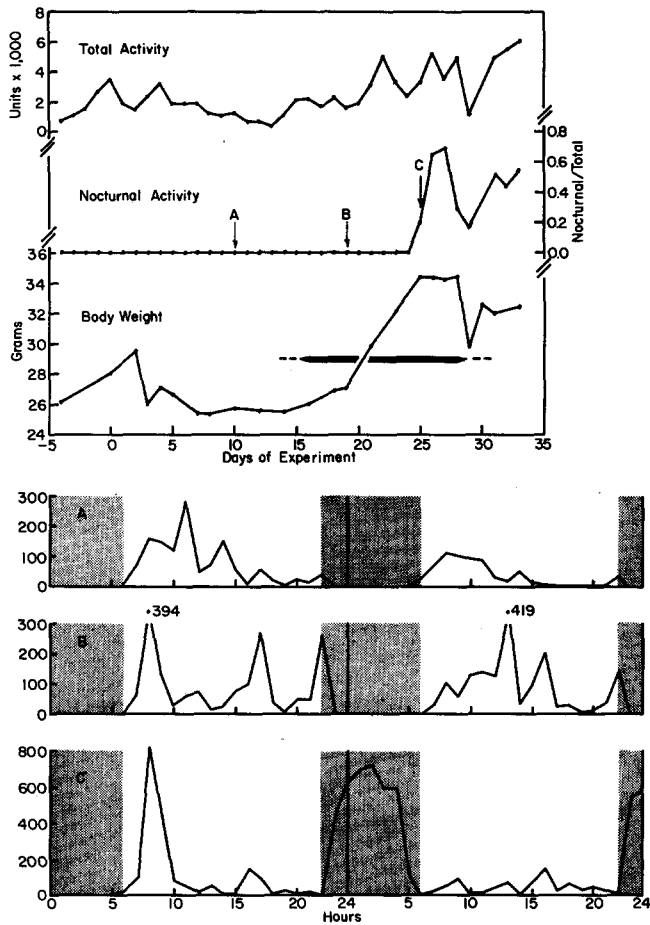 8
Total Activity
6
4
2
0
Units x 1,000
0.8
0.6
0.4
0.2
0.0
Nocturnal/Total
Nocturnal Activity
A
B
C
36
34
Body Weight
32
30
28
26
24
Grams
-5 0 5 10 15 20 25 30 35
Days of Experiment
300
A
200
100
0
•394 •419
300
B
200
100
0
800
C
600
400
200
0
0 5 10 15 20 24 5 10 15 20 24
Hours